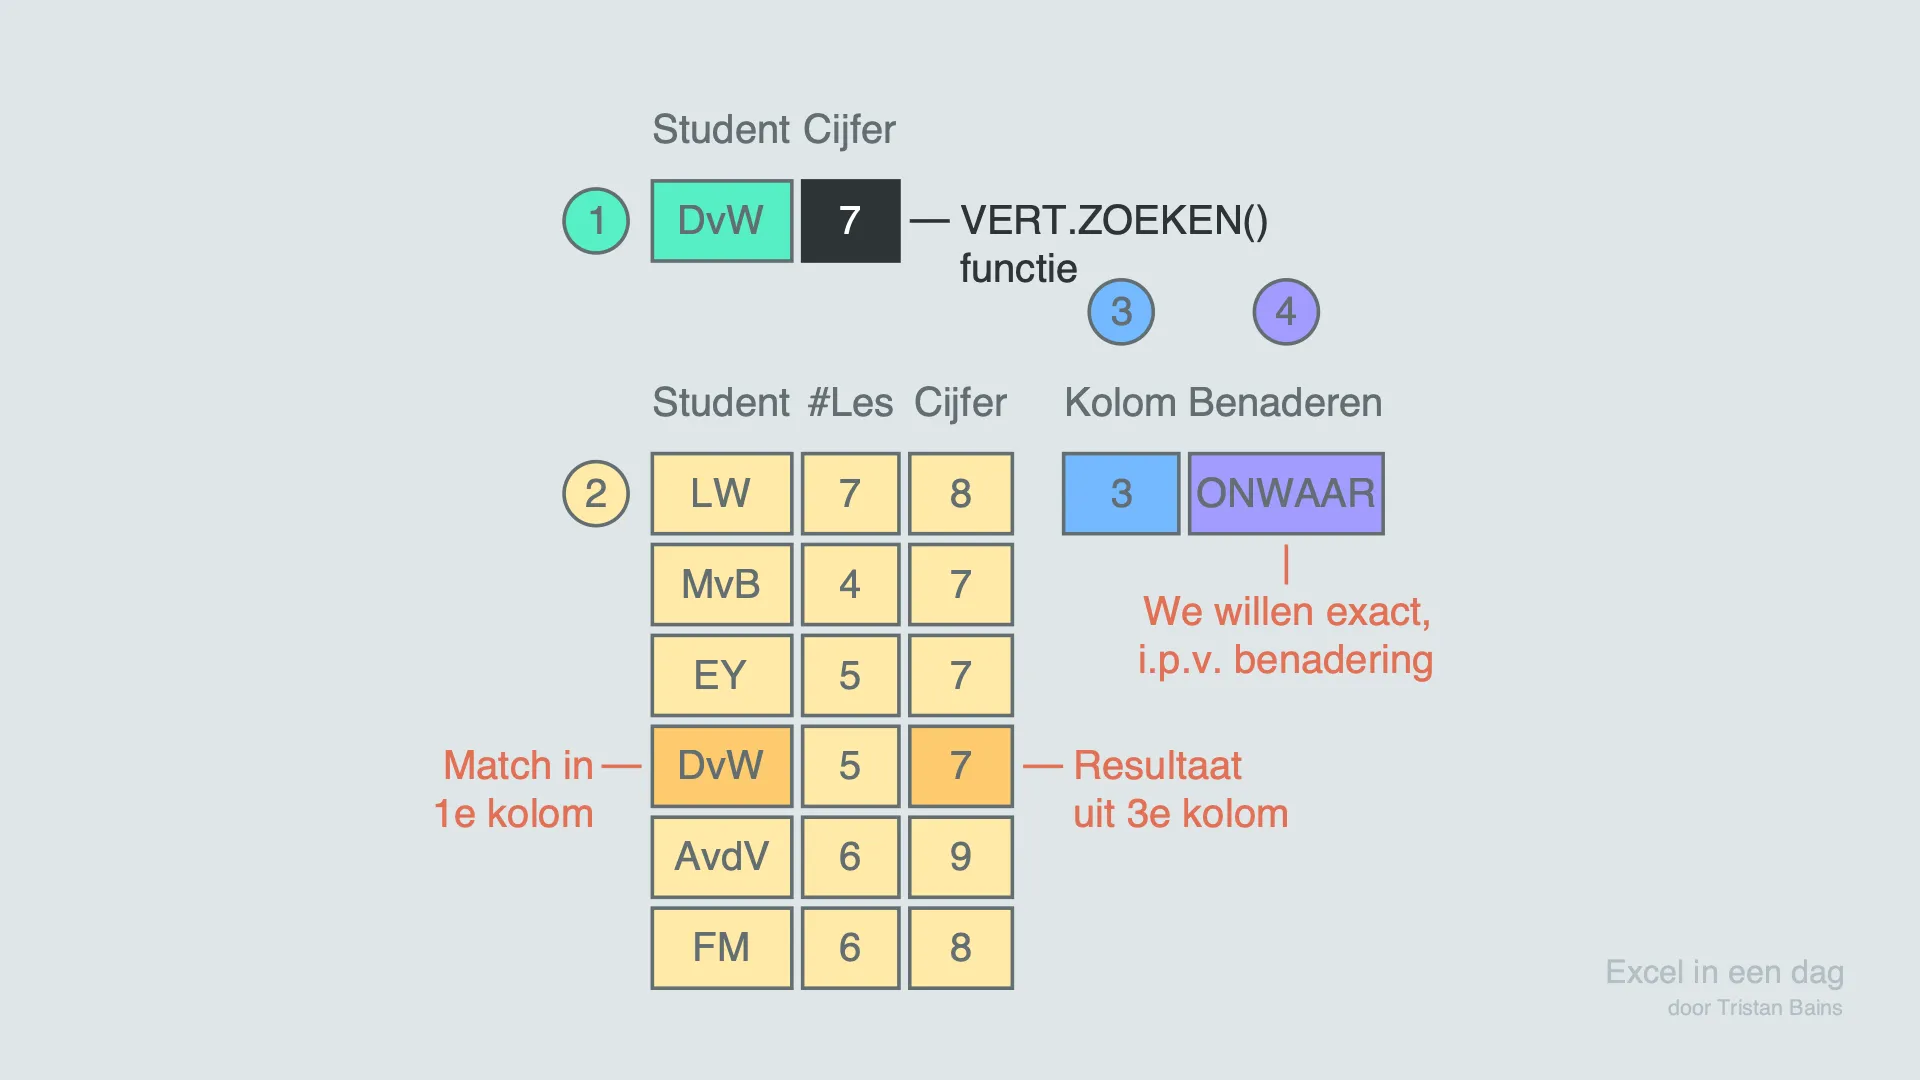 Student Cijfer
1 DvW 7 VERT.ZOEKEN()
functie
3 4
Student #Les Cijfer Kolom Benaderen
2 LW 7 8 3 ONWAAR
MvB 4 7
We willen exact,
i.p.v. benadering
EY 5 7
Match in
1e kolom
DvW 5 7
Resultaat
uit 3e kolom
AvdV 6 9
FM 6 8
Excel in een dag
door Tristan Bains